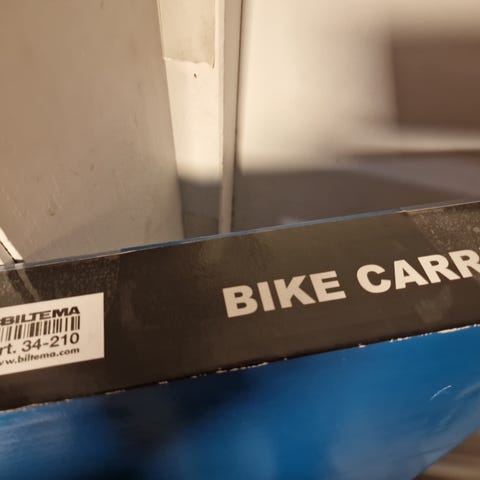 BILTEMA
rt. 34-210
w.biltema.com
BIKE CARR